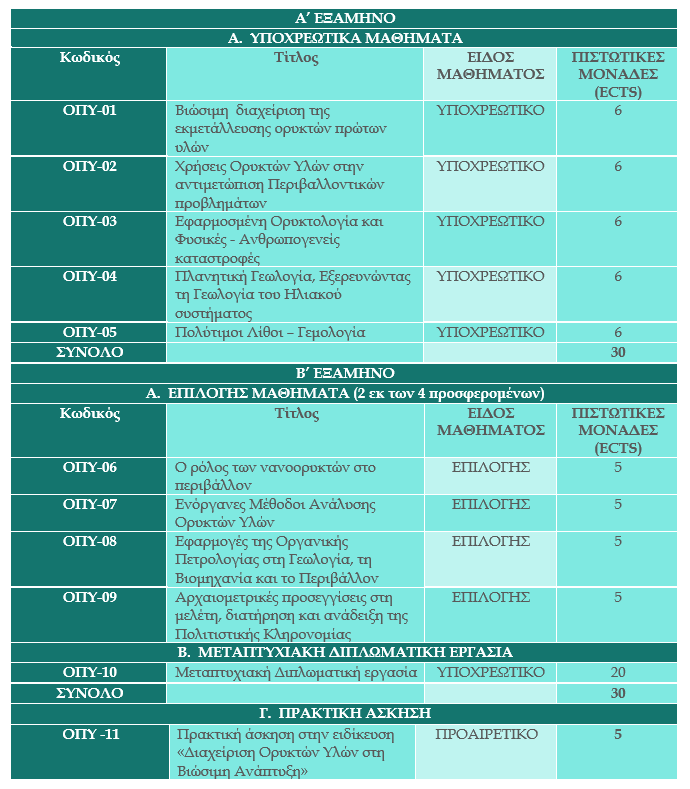 Α΄ ΕΞΑΜΗΝΟ
Α. ΥΠΟΧΡΕΩΤΙΚΑ ΜΑΘΗΜΑΤΑ
Κωδικός Τίτλος ΕΙΔΟΣ ΜΑΘΗΜΑΤΟΣ ΠΙΣΤΩΤΙΚΕΣ ΜΟΝΑΔΕΣ (ECTS)
ΟΠΥ-01 Βιώσιμη διαχείριση της ΥΠΟΧΡΕΩΤΙΚΟ 6
εκμετάλλευσης ορυκτών πρώτων
υλών
ΟΠΥ-02 Χρήσεις Ορυκτών Υλών στην ΥΠΟΧΡΕΩΤΙΚΟ 6
αντιμετώπιση Περιβαλλοντικών
προβλημάτων
ΟΠΥ-03 Εφαρμοσμένη Ορυκτολογία και ΥΠΟΧΡΕΩΤΙΚΟ 6
Φυσικές - Ανθρωπογενείς
καταστροφές
ΟΠΥ-04 Πλανητική Γεωλογία, Εξερευνώντας ΥΠΟΧΡΕΩΤΙΚΟ 6
τη Γεωλογία του Ηλιακού
συστήματος
ΟΠΥ-05 Πολύτιμοι Λίθοι – Γεμολογία ΥΠΟΧΡΕΩΤΙΚΟ 6
ΣΥΝΟΛΟ 30
Β΄ ΕΞΑΜΗΝΟ
Α. ΕΠΙΛΟΓΗΣ ΜΑΘΗΜΑΤΑ (2 εκ των 4 προσφερομένων)
Κωδικός Τίτλος ΕΙΔΟΣ ΜΑΘΗΜΑΤΟΣ ΠΙΣΤΩΤΙΚΕΣ ΜΟΝΑΔΕΣ (ECTS)
ΟΠΥ-06 Ο ρόλος των νανοορυκτών στο ΕΠΙΛΟΓΗΣ 5
περιβάλλον
ΟΠΥ-07 Ενόργανες Μέθοδοι Ανάλυσης ΕΠΙΛΟΓΗΣ 5
Ορυκτών Υλών
ΟΠΥ-08 Εφαρμογές της Οργανικής ΕΠΙΛΟΓΗΣ 5
Πετρολογίας στη Γεωλογία, τη
Βιομηχανία και το Περιβάλλον
ΟΠΥ-09 Αρχαιομετρικές προσεγγίσεις στη ΕΠΙΛΟΓΗΣ 5
μελέτη, διατήρηση και ανάδειξη της
Πολιτιστικής Κληρονομίας
Β. ΜΕΤΑΠΤΥΧΙΑΚΗ ΔΙΠΛΩΜΑΤΙΚΗ ΕΡΓΑΣΙΑ
ΟΠΥ-10 Μεταπτυχιακή Διπλωματική εργασία ΥΠΟΧΡΕΩΤΙΚΟ 20
ΣΥΝΟΛΟ 30
Γ. ΠΡΑΚΤΙΚΗ ΑΣΚΗΣΗ
ΟΠΥ -11 Πρακτική άσκηση στην ειδίκευση ΠΡΟΑΙΡΕΤΙΚΟ 5
«Διαχείριση Ορυκτών Υλών στη
Βιώσιμη Ανάπτυξη»